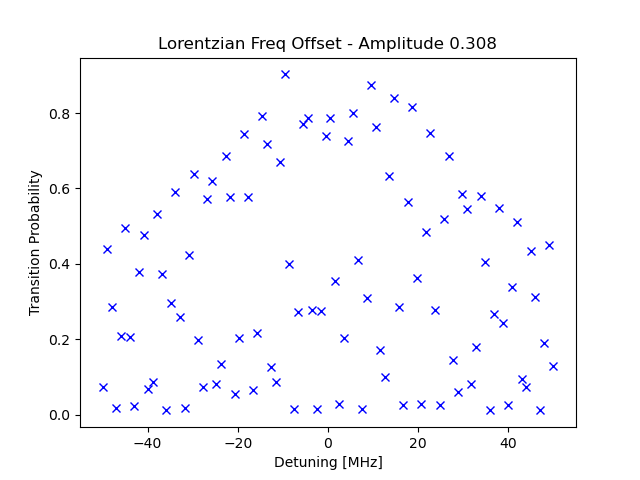 Lorentzian Freq Offset - Amplitude 0.308
Transition Probability
0.8
0.6
0.4
0.2
0.0
−40 −20 0 20 40
Detuning [MHz]